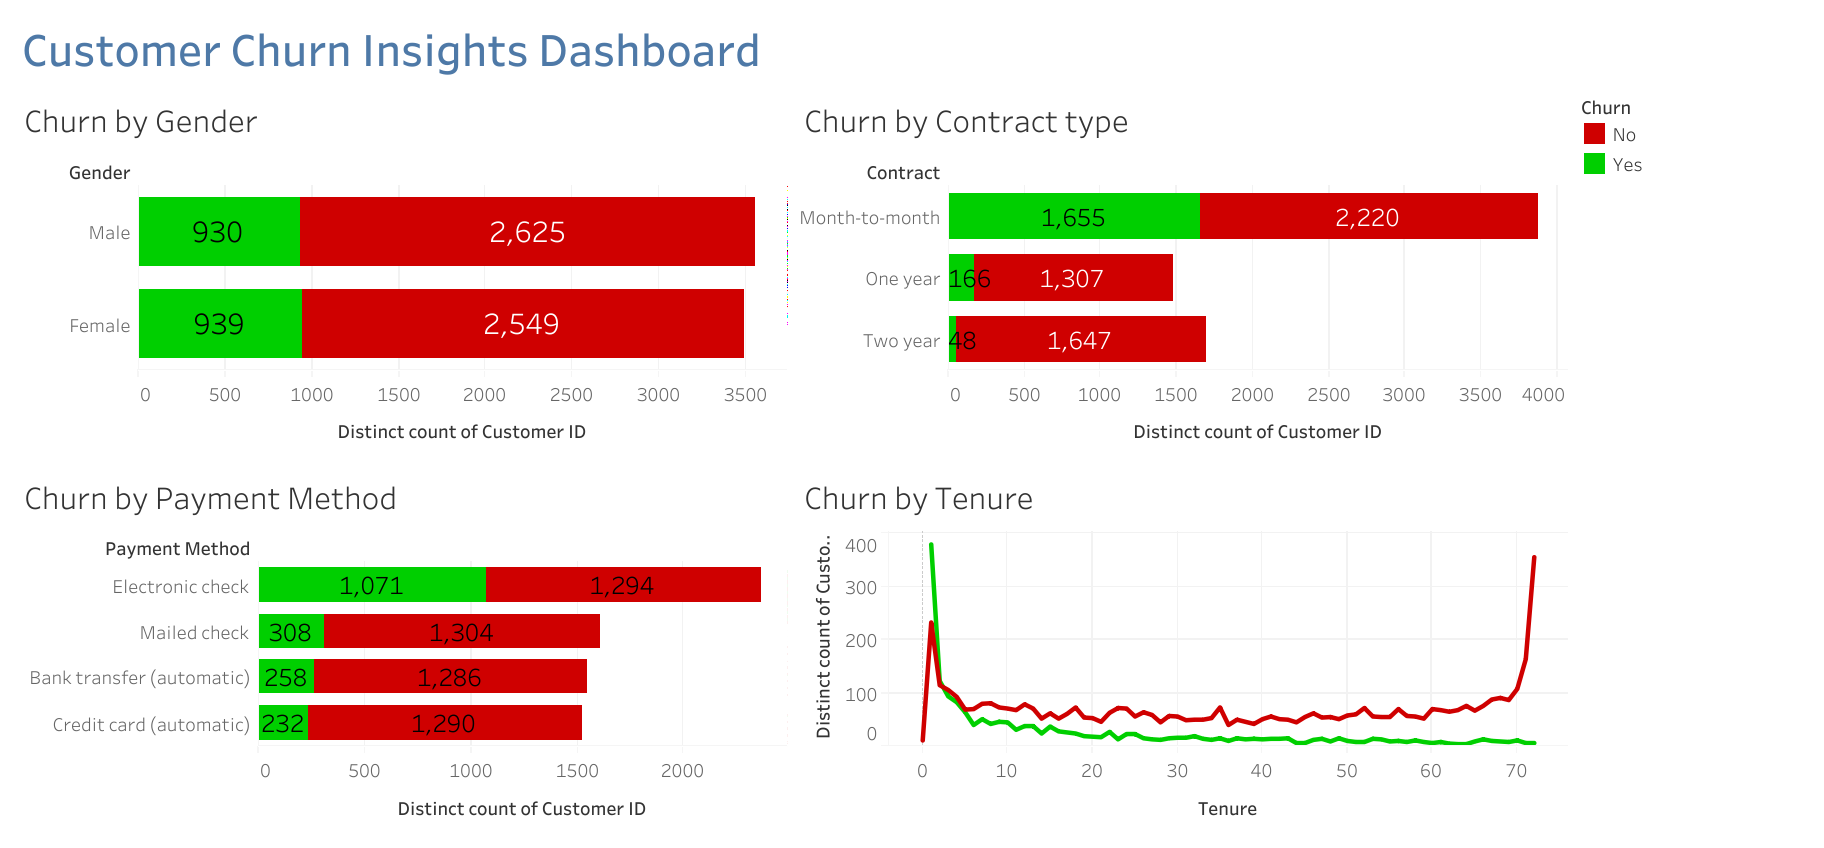 Customer Churn Insights Dashboard
Churn by Gender
Gender
Male
930
2,625
Female
939
2,549
0 500 1000 1500 2000 2500 3000 3500
Distinct count of Customer ID
Churn by Contract type
Contract
Month-to-month
1,655
2,220
One year
166
1,307
Two year
48
1,647
0 500 1000 1500 2000 2500 3000 3500 4000
Distinct count of Customer ID
Churn
No
Yes
Churn by Payment Method
Payment Method
Electronic check
1,071
1,294
Mailed check
308
1,304
Bank transfer (automatic)
258
1,286
Credit card (automatic)
232
1,290
0 500 1000 1500 2000
Distinct count of Customer ID
Churn by Tenure
Distinct count of Custo..
400
300
200
100
0
0 10 20 30 40 50 60 70
Tenure